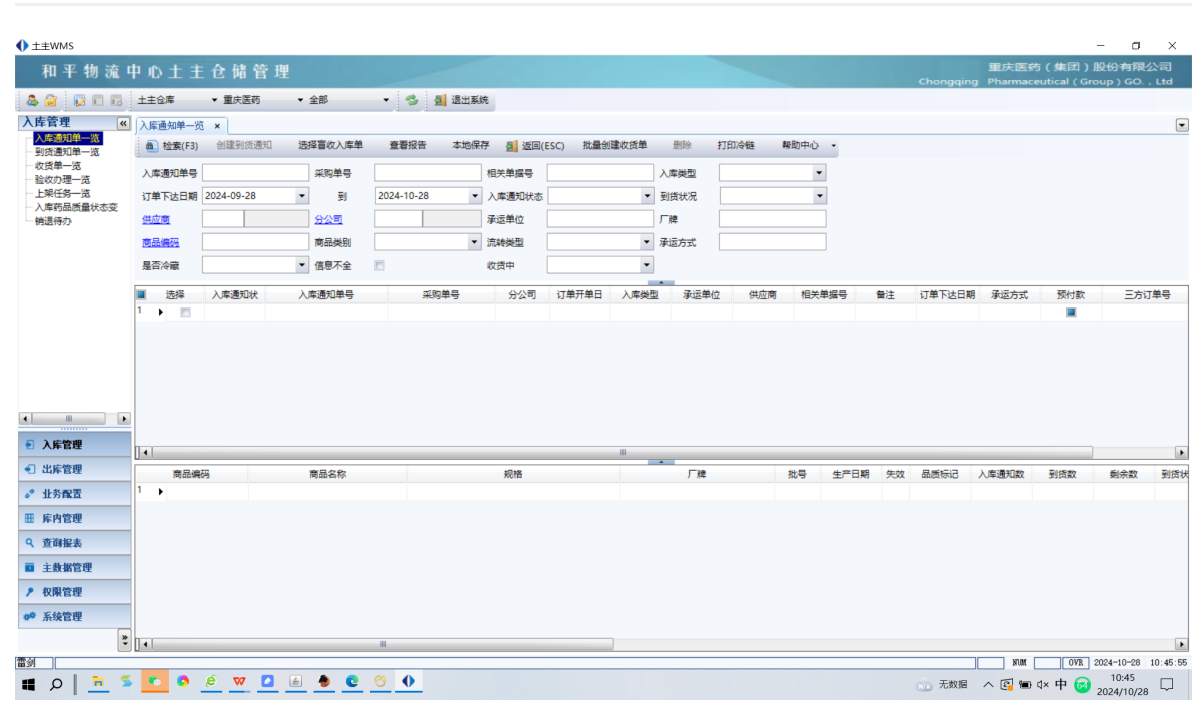 土主WMS
和平物流中心土主仓储管理
重庆医药（集团）股份有限公司
Chongqing Pharmaceutical ( Group ) GO. , Ltd
土主仓库 重庆医药 全部 退出系统
入库管理 «
入库通知单一览
到货通知单一览
收货单一览
验收办理一览
上架任务一览
入库药品质量状态变
销退待办
入库通知单一览 ×
检索(F3) 创建到货通知 选择盲收入库单 查看报告 本地保存 返回(ESC) 批量创建收货单 删除 打印冷链 帮助中心
入库通知单号 采购单号 相关单据号 入库类型
订单下达日期 2024-09-28 到 2024-10-28 入库通知状态 到货状况
供应商 分公司 承运单位 厂牌
商品编码 商品类别 流转类型 承运方式
是否冷藏 信息不全 收货中
选择 入库通知状 入库通知单号 采购单号 分公司 订单开单日 入库类型 承运单位 供应商 相关单据号 备注 订单下达日期 承运方式 预付款 三方订单号
1
商品编码 商品名称 规格 厂牌 批号 生产日期 失效 品质标记 入库通知数 到货数 剩余数 到货状
1
入库管理
出库管理
业务配置
库内管理
查询报表
主数据管理
权限管理
系统管理
雷剑 NUM OVR 2024-10-28 10:45:55
N/A 无数据 中 64 10:45
2024/10/28